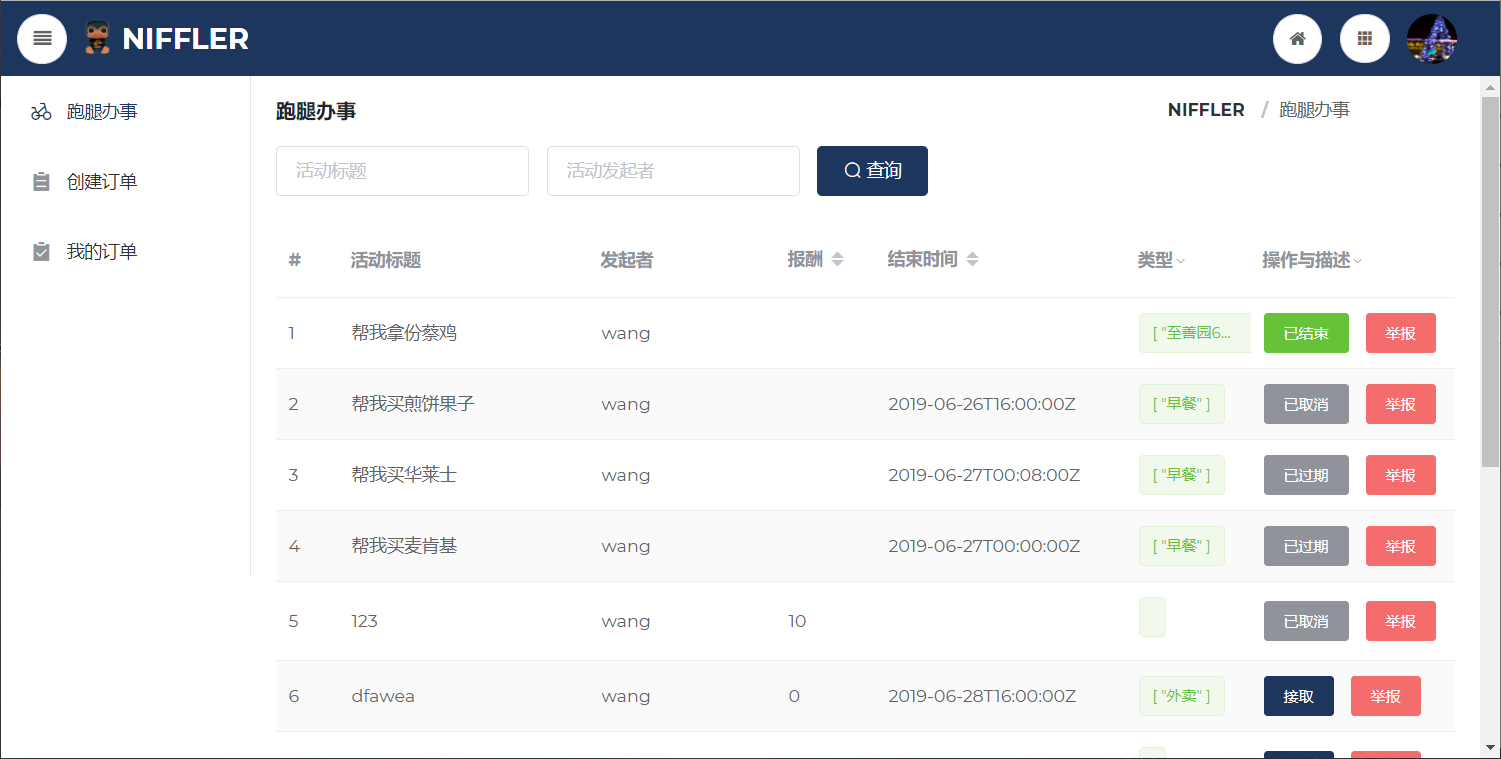 NIFFLER
跑腿办事
创建订单
我的订单
跑腿办事
NIFFLER / 跑腿办事
活动标题 活动发起者 查询
# 活动标题 发起者 报酬 结束时间 类型 操作与描述
1 帮我拿份蔡鸡 wang [ "至善园6... 已结束 举报
2 帮我买煎饼果子 wang 2019-06-26T16:00:00Z [ "早餐" ] 已取消 举报
3 帮我买华莱士 wang 2019-06-27T00:08:00Z [ "早餐" ] 已过期 举报
4 帮我买麦肯基 wang 2019-06-27T00:00:00Z [ "早餐" ] 已过期 举报
5 123 wang 10 已取消 举报
6 dfawea wang 0 2019-06-28T16:00:00Z [ "外卖" ] 接取 举报